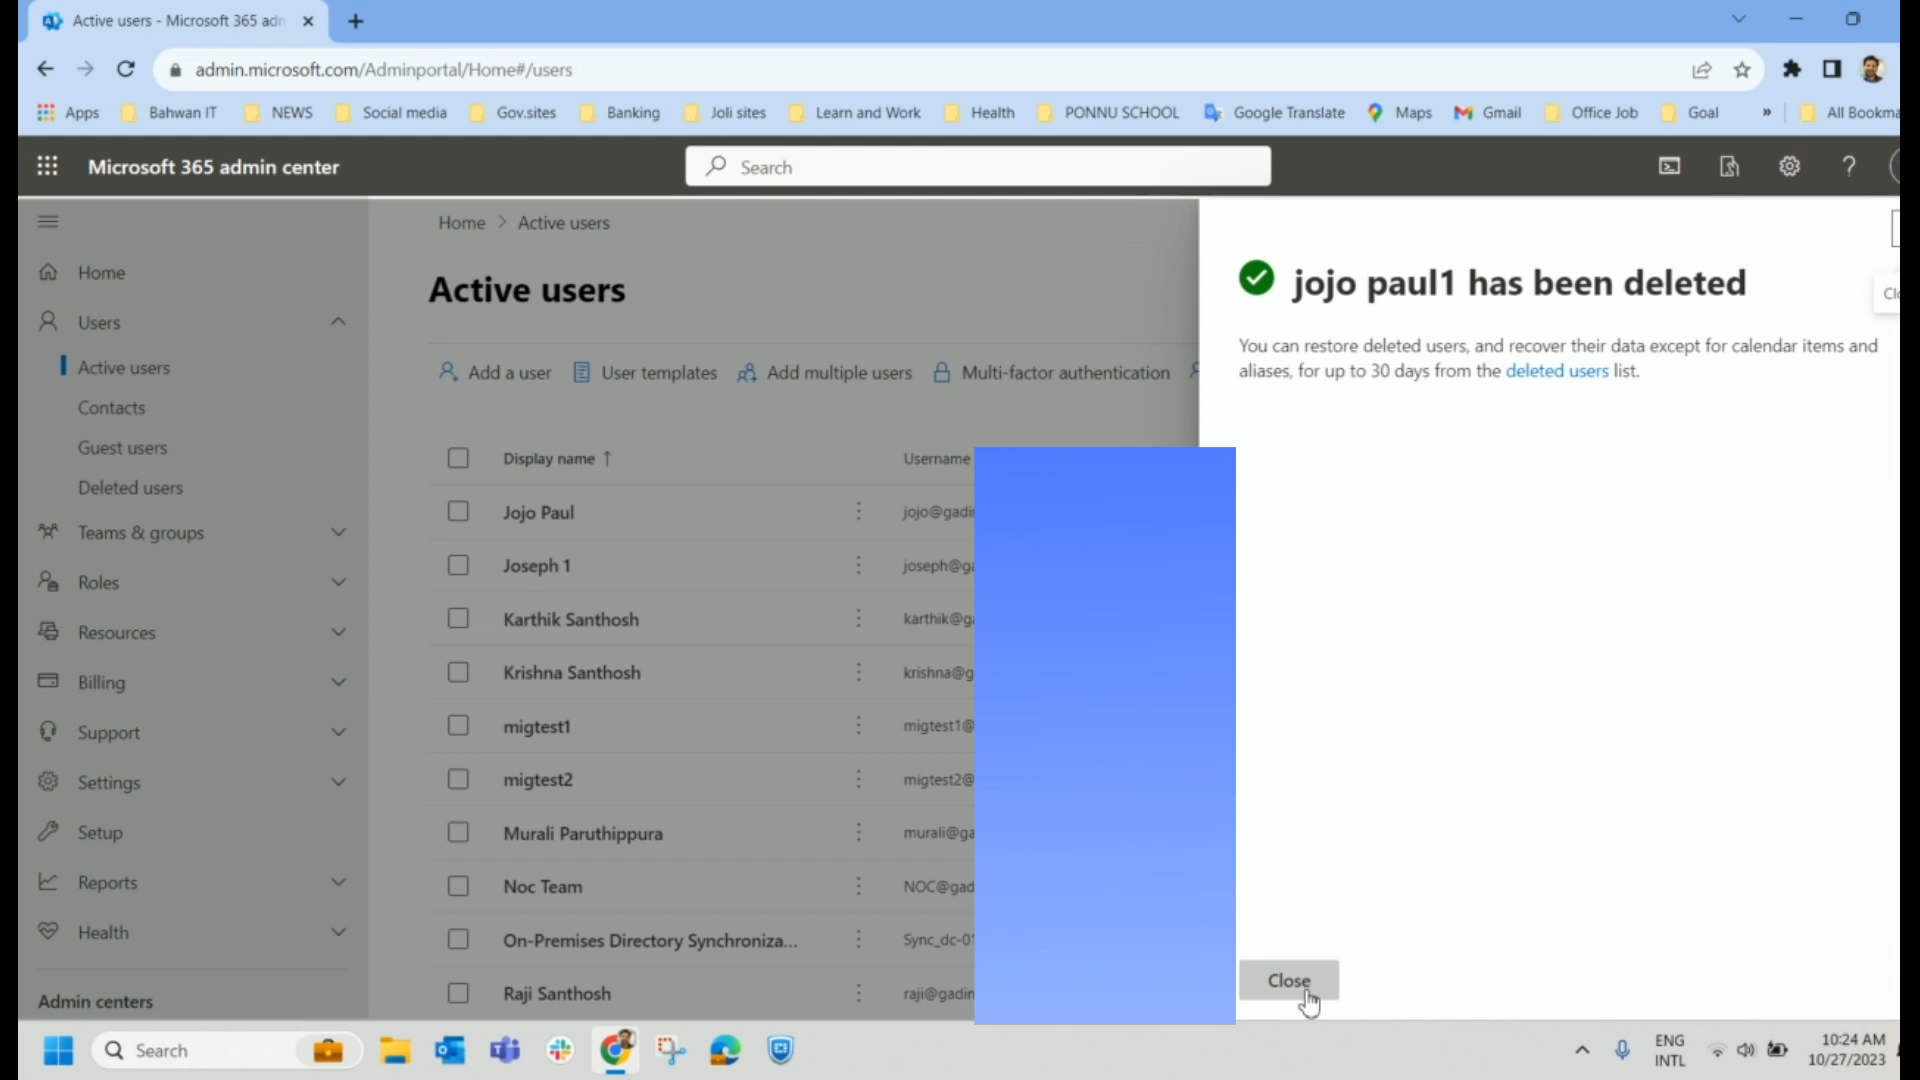 Active users - Microsoft 365 adn
admin.microsoft.com/Adminportal/Home#/users
Apps Bahwan IT NEWS Social media Gov.sites Banking Joli sites Learn and Work Health PONNU SCHOOL Google Translate Maps Gmail Office Job Goal » All Bookma
Microsoft 365 admin center
Search
Home
Users
Active users
Contacts
Guest users
Deleted users
Teams & groups
Roles
Resources
Billing
Support
Settings
Setup
Reports
Health
Admin centers
Home > Active users
Active users
Add a user User templates Add multiple users Multi-factor authentication
Display name ↑ Username
Jojo Paul jojo@gadi
Joseph 1 joseph@ga
Karthik Santhosh karthik@ga
Krishna Santhosh krishna@g
migtest1 migtest1@
migtest2 migtest2@
Murali Paruthippura murali@ga
Noc Team NOC@gad
On-Premises Directory Synchroniza... Sync_dc-01
Raji Santhosh raji@gadin
jojo paul1 has been deleted
You can restore deleted users, and recover their data except for calendar items and
aliases, for up to 30 days from the deleted users list.
Close
Search
ENG
INTL
10:24 AM
10/27/2023